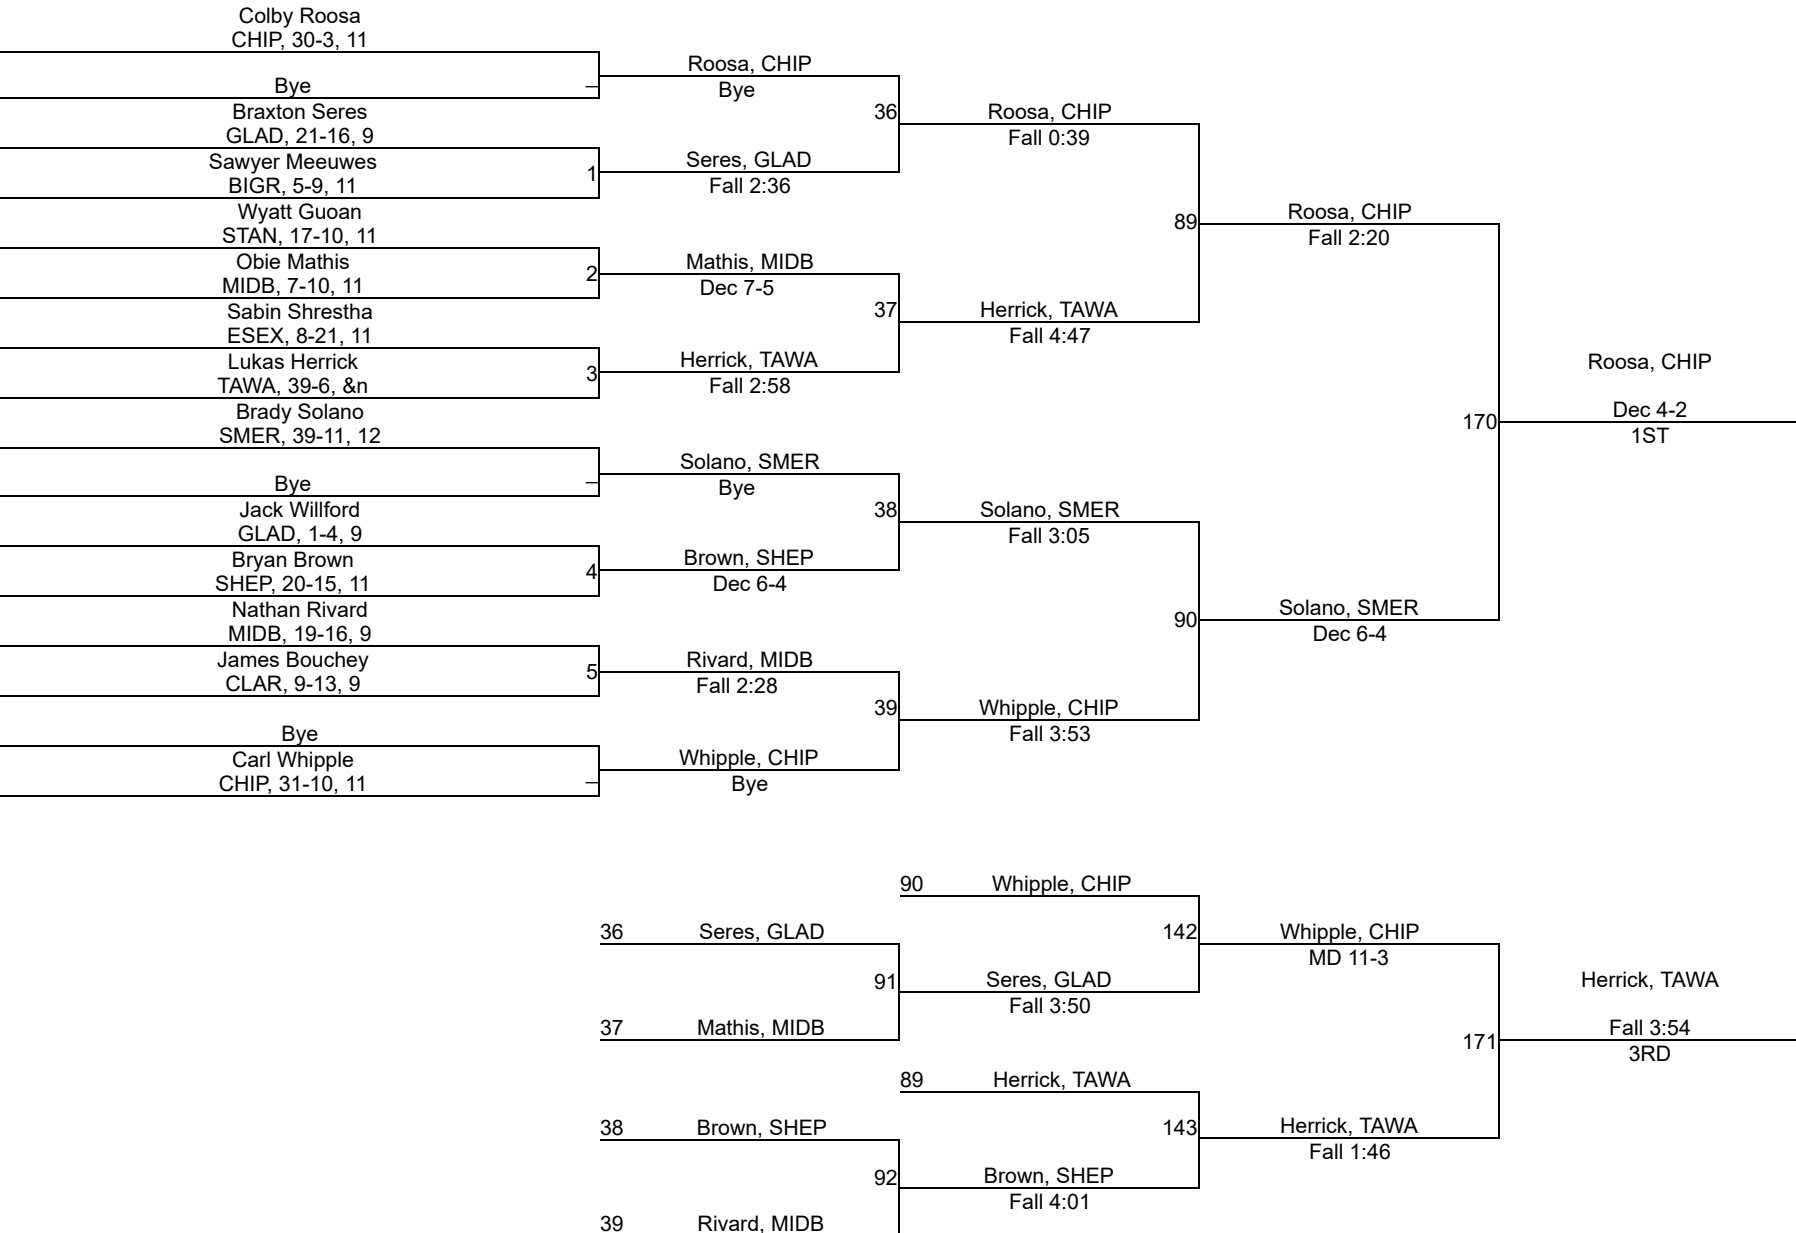 Colby Roosa
CHIP, 30-3, 11
Bye
Braxton Seres
GLAD, 21-16, 9
Sawyer Meeuwes
BIGR, 5-9, 11
Wyatt Guoan
STAN, 17-10, 11
Obie Mathis
MIDB, 7-10, 11
Sabin Shrestha
ESEX, 8-21, 11
Lukas Herrick
TAWA, 39-6, &n
Brady Solano
SMER, 39-11, 12
Bye
Jack Willford
GLAD, 1-4, 9
Bryan Brown
SHEP, 20-15, 11
Nathan Rivard
MIDB, 19-16, 9
James Bouchey
CLAR, 9-13, 9
Bye
Carl Whipple
CHIP, 31-10, 11
1
2
3
4
5
Roosa, CHIP
Bye
Seres, GLAD
Fall 2:36
Mathis, MIDB
Dec 7-5
Herrick, TAWA
Fall 2:58
Solano, SMER
Bye
Brown, SHEP
Dec 6-4
Rivard, MIDB
Fall 2:28
Whipple, CHIP
Bye
36
37
38
39
Roosa, CHIP
Fall 0:39
Herrick, TAWA
Fall 4:47
Solano, SMER
Fall 3:05
Whipple, CHIP
Fall 3:53
89
90
Roosa, CHIP
Fall 2:20
Solano, SMER
Dec 6-4
170
Roosa, CHIP
Dec 4-2
1ST
36 Seres, GLAD
37 Mathis, MIDB
38 Brown, SHEP
39 Rivard, MIDB
91
92
90 Whipple, CHIP
Seres, GLAD
Fall 3:50
89 Herrick, TAWA
Brown, SHEP
Fall 4:01
142
143
Whipple, CHIP
MD 11-3
Herrick, TAWA
Fall 1:46
171
Herrick, TAWA
Fall 3:54
3RD